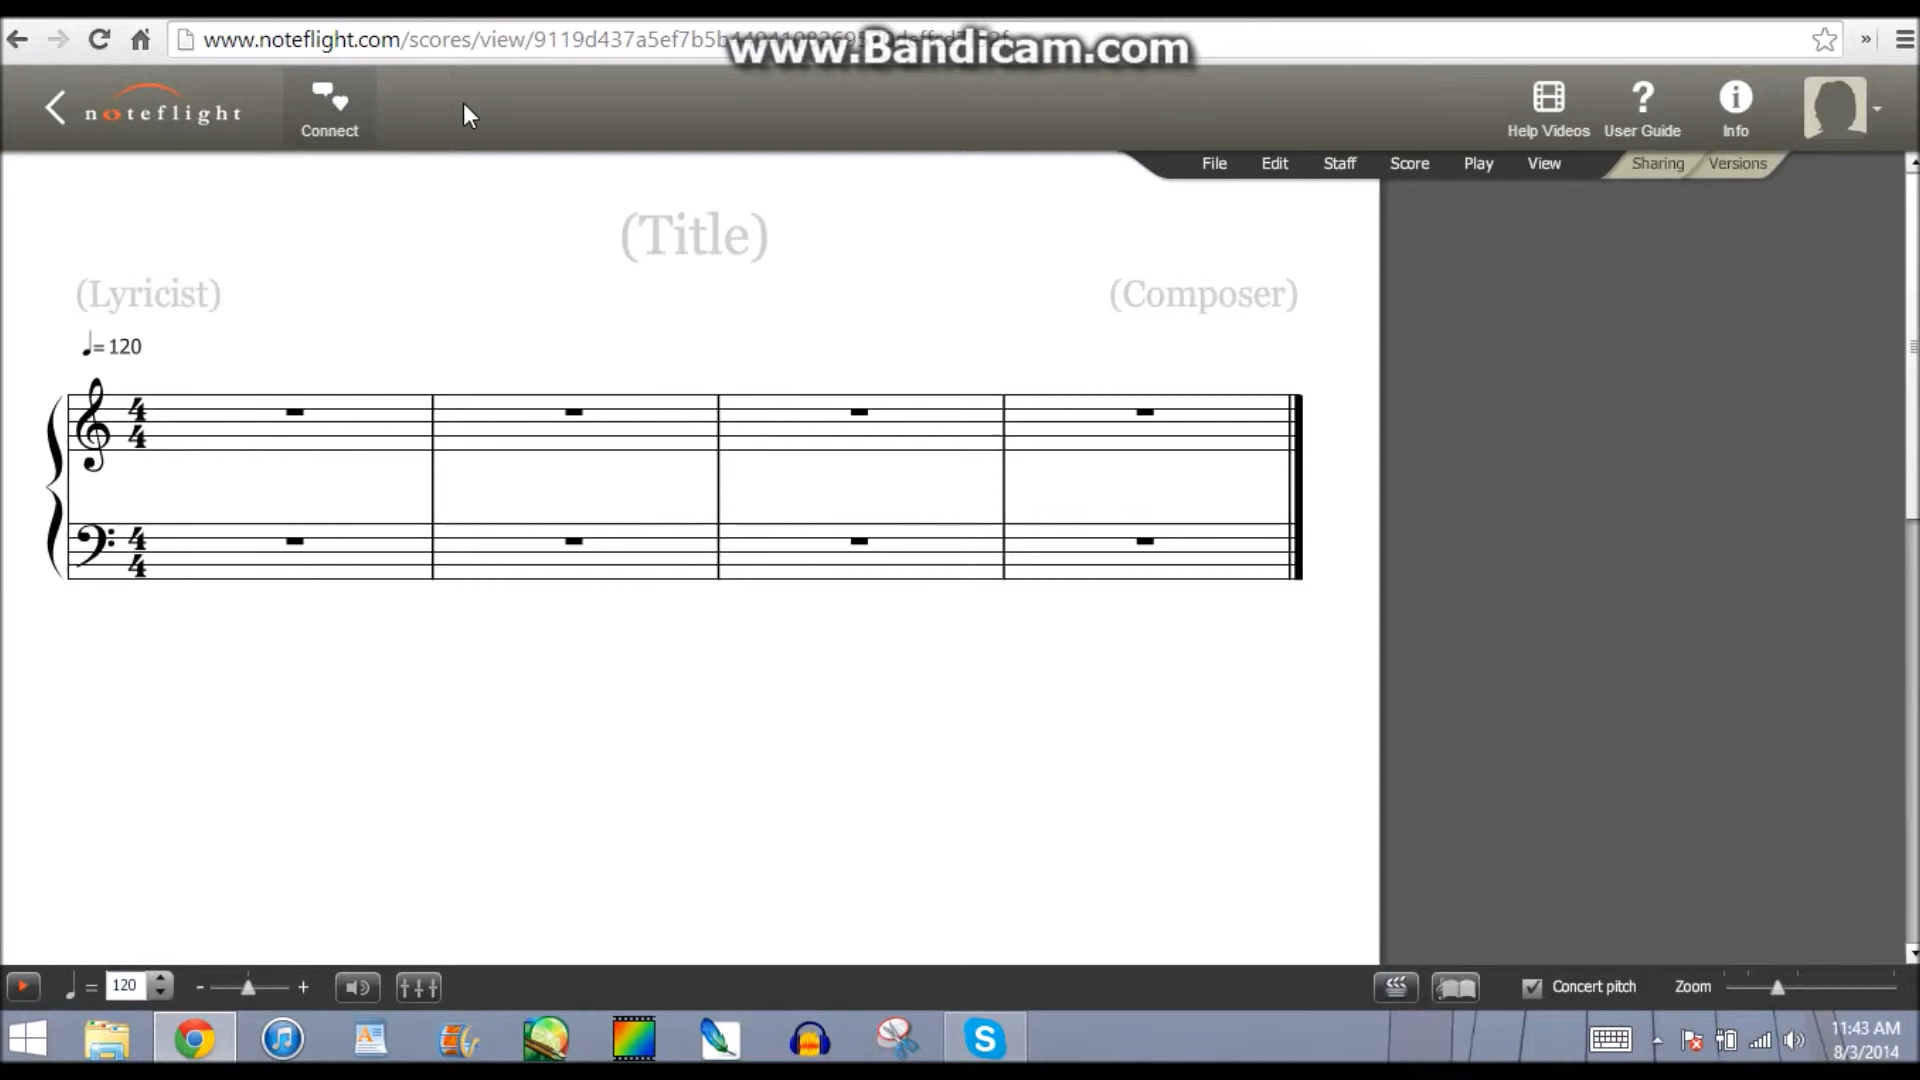 www.noteflight.com/scores/view/9119d437a5ef7b5b
www.Bandicam.com
noteflight
Connect
Help Videos
User Guide
Info
File Edit Staff Score Play View Sharing Versions
(Title)
(Lyricist)
(Composer)
= 120
4 4
4 4
= 120
- +
Concert pitch
Zoom
11:43 AM
8/3/2014